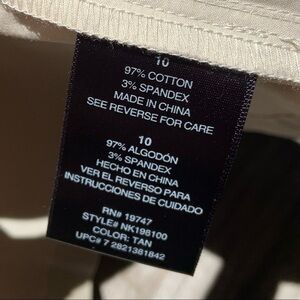 10
97% COTTON
3% SPANDEX
MADE IN CHINA
SEE REVERSE FOR CARE
10
97% ALGODÓN
3% SPANDEX
HECHO EN CHINA
VER EL REVERSO PARA
INSTRUCCIONES DE CUIDADO
RN# 19747
STYLE# NK198100
COLOR: TAN
UPC# 7 2821381842